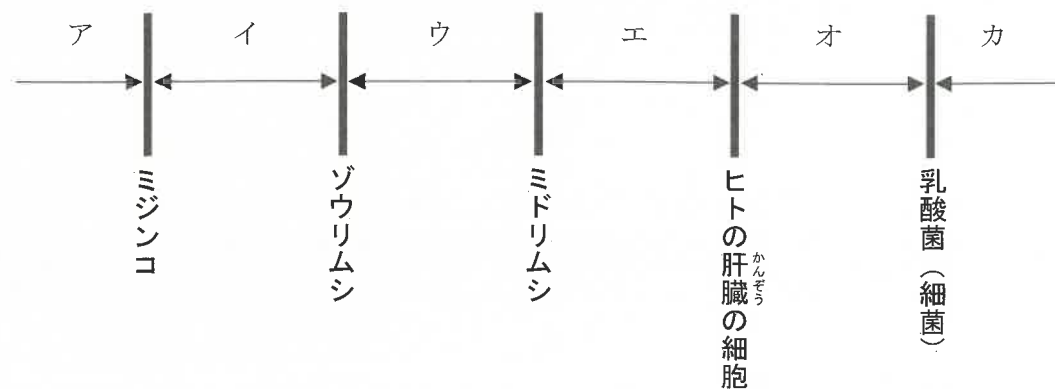 ア イ ウ エ オ カ
ミジンコ
ゾウリムシ
ミドリムシ
ヒトの肝臓の細胞
かんぞう
乳酸菌（細菌）